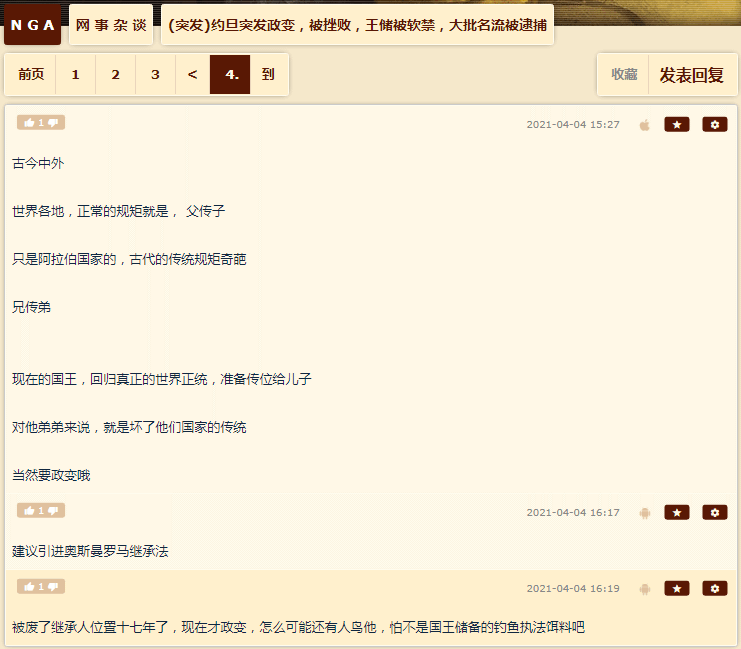 NGA 网事杂谈 (突发)约旦突发政变，被挫败，王储被软禁，大批名流被逮捕
前页 1 2 3 < 4. 到 收藏 发表回复
1 2021-04-04 15:27
古今中外
世界各地，正常的规矩就是， 父传子
只是阿拉伯国家的，古代的传统规矩奇葩
兄传弟
现在的国王，回归真正的世界正统，准备传位给儿子
对他弟弟来说，就是坏了他们国家的传统
当然要政变哦
1 2021-04-04 16:17
建议引进奥斯曼罗马继承法
1 2021-04-04 16:19
被废了继承人位置十七年了，现在才政变，怎么可能还有人鸟他，怕不是国王储备的钓鱼执法饵料吧